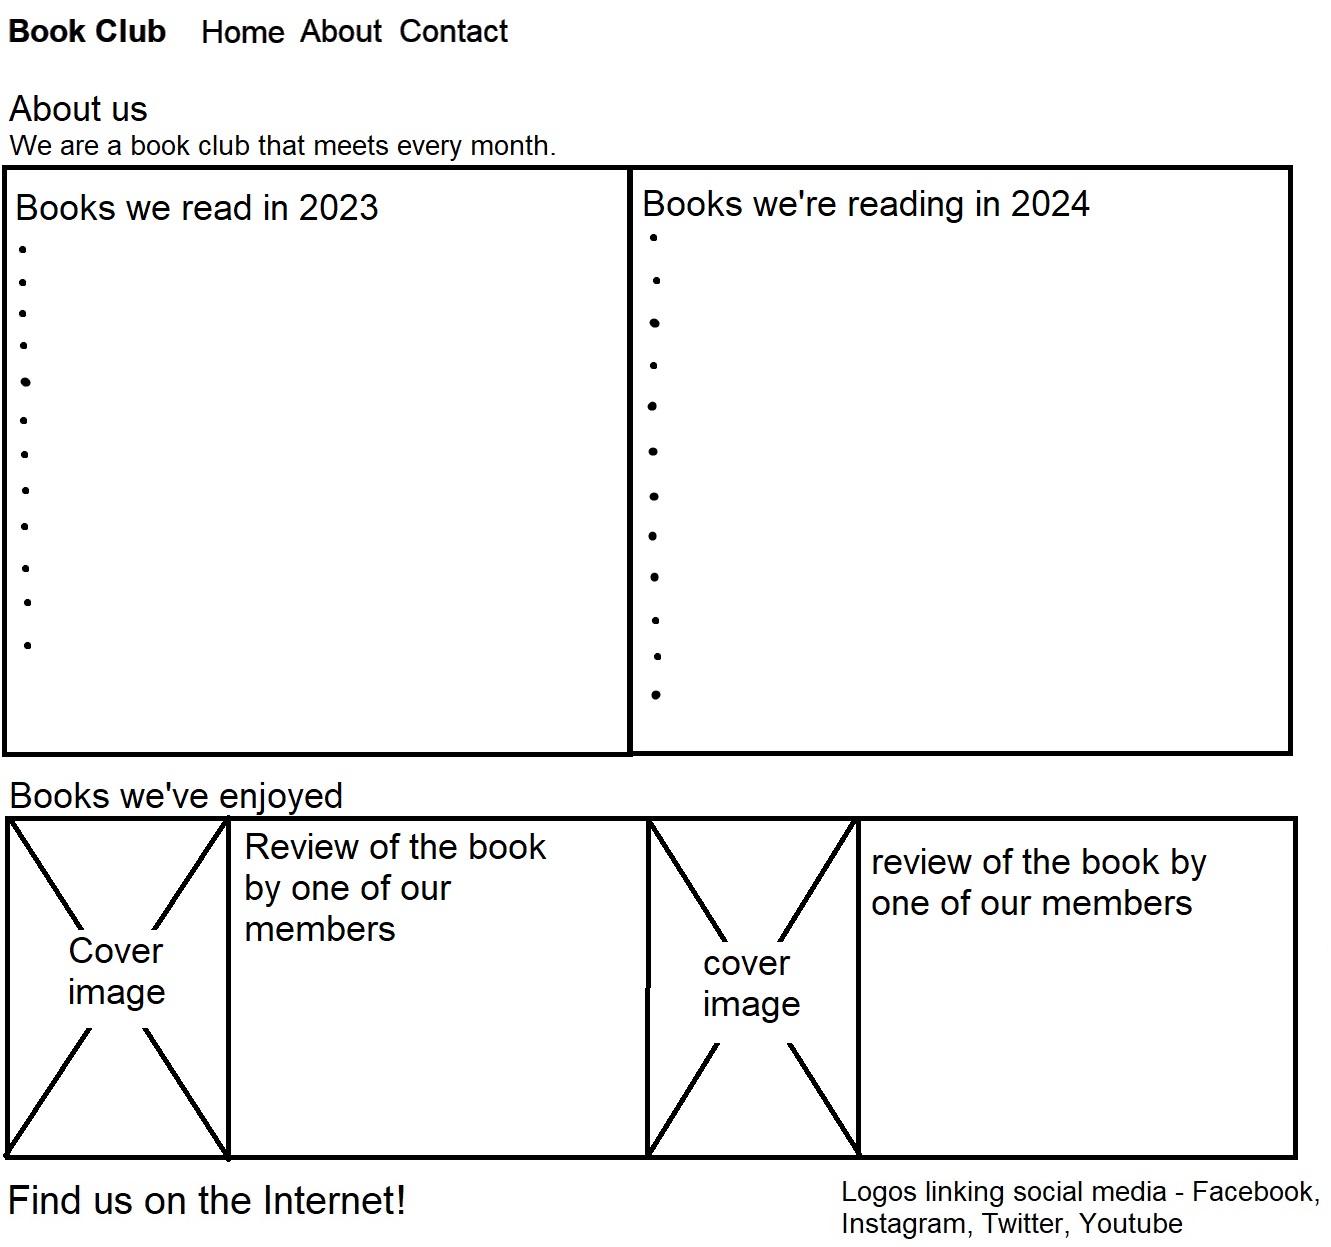 Book Club Home About Contact
About us
We are a book club that meets every month.
Books we read in 2023
Books we're reading in 2024
Books we've enjoyed
Cover
image
Review of the book
by one of our
members
cover
image
review of the book by
one of our members
Find us on the Internet!
Logos linking social media - Facebook,
Instagram, Twitter, Youtube